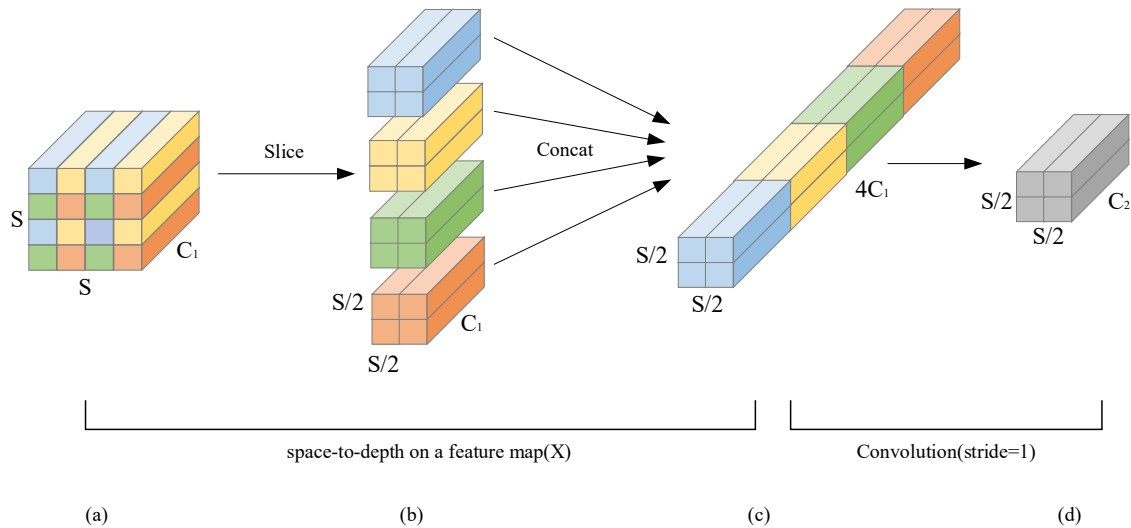 Slice
S
S
C₁
S/2
S/2
C₁
Concat
S/2
S/2
4C₁
S/2
S/2
C₂
space-to-depth on a feature map(X)
Convolution(stride=1)
(a)
(b)
(c)
(d)